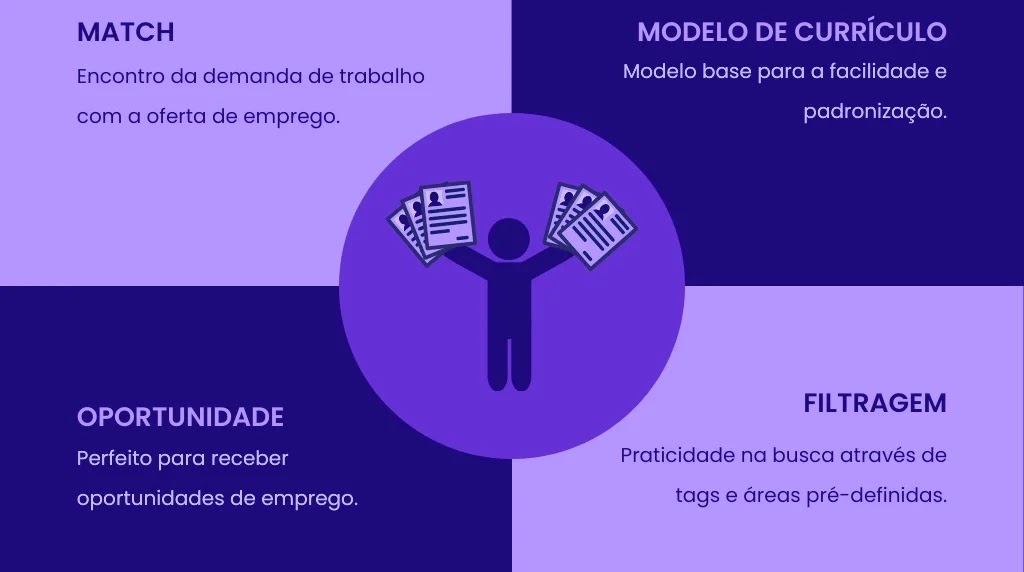 MATCH
Encontro da demanda de trabalho
com a oferta de emprego.
MODELO DE CURRÍCULO
Modelo base para a facilidade e
padronização.
OPORTUNIDADE
Perfeito para receber
oportunidades de emprego.
FILTRAGEM
Praticidade na busca através de
tags e áreas pré-definidas.